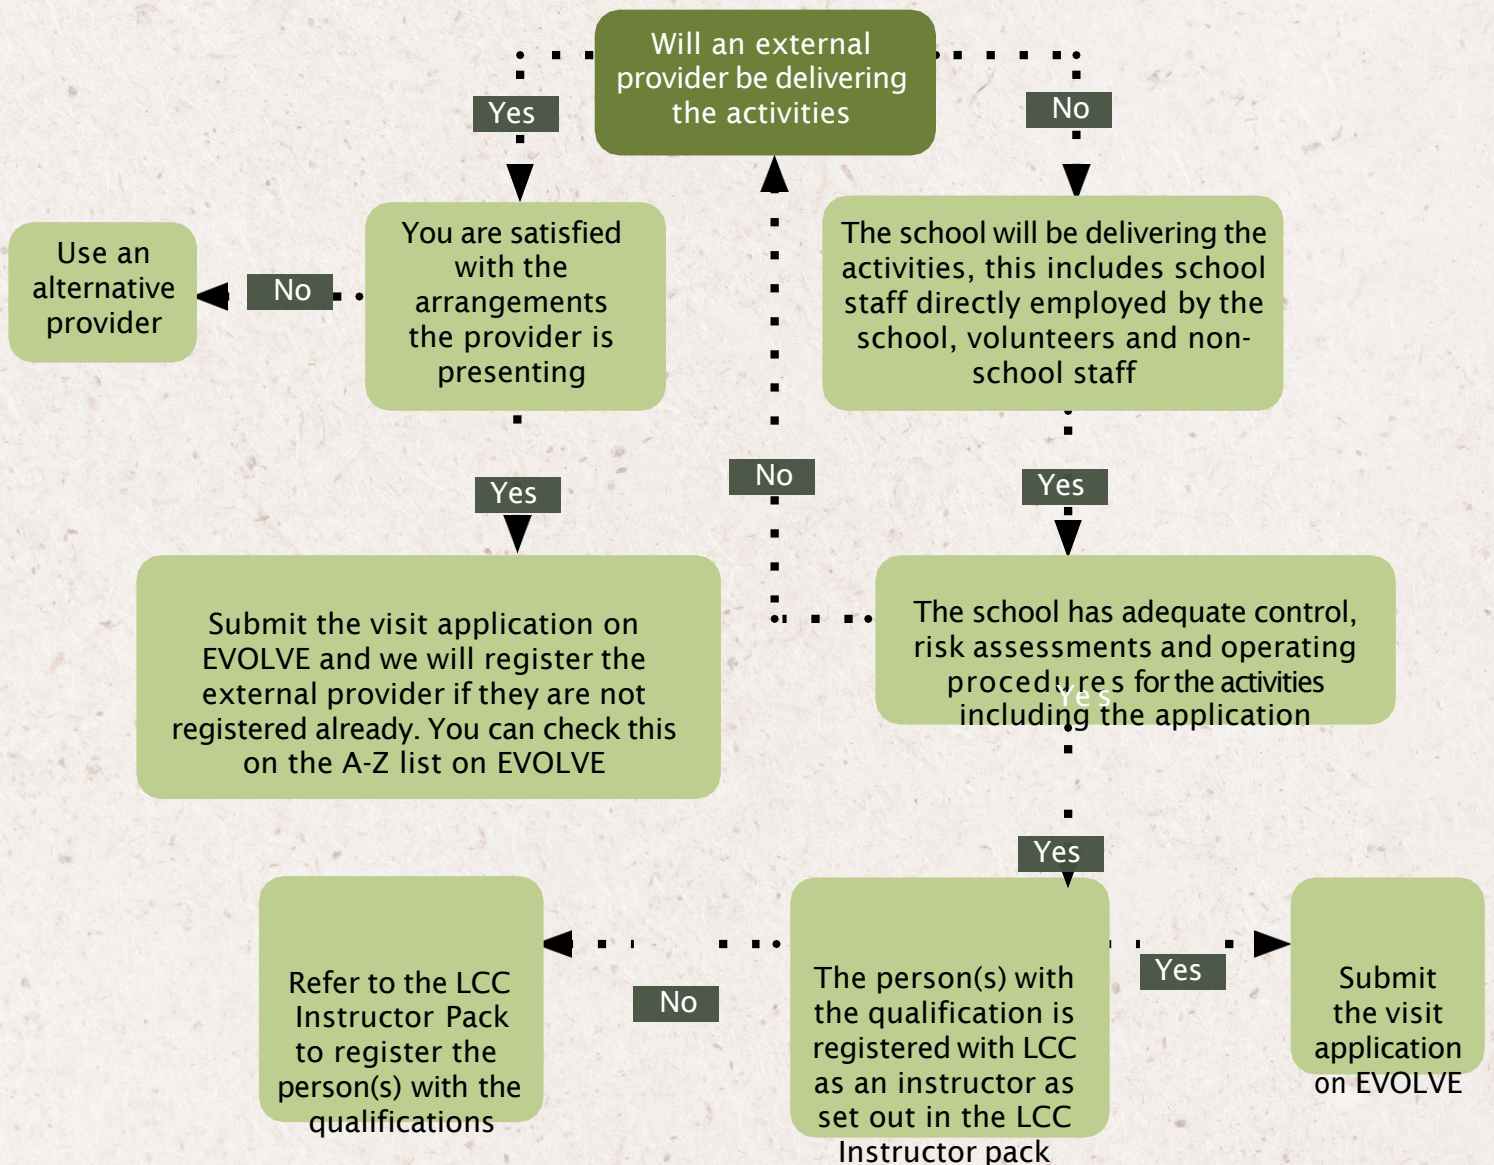 Will an external
provider be delivering
the activities
Yes
No
Use an
alternative
provider
No
You are satisfied
with the
arrangements
the provider is
presenting
The school will be delivering the
activities, this includes school
staff directly employed by the
school, volunteers and non-
school staff
Yes
No
Yes
Submit the visit application on
EVOLVE and we will register the
external provider if they are not
registered already. You can check this
on the A-Z list on EVOLVE
The school has adequate control,
risk assessments and operating
procedures for the activities
including the application
Yes
Yes
Refer to the LCC
Instructor Pack
to register the
person(s) with the
qualifications
No
The person(s) with
the qualification is
registered with LCC
as an instructor as
set out in the LCC
Instructor pack
Yes
Submit
the visit
application
on EVOLVE